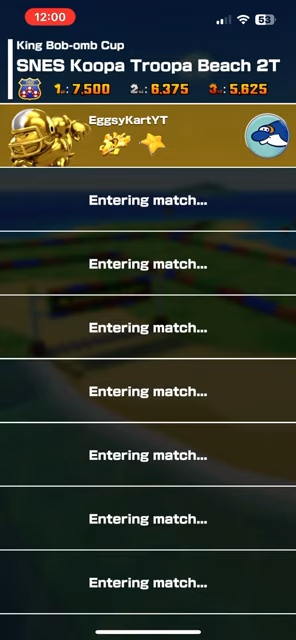 12:00
53
King Bob-omb Cup
SNES Koopa Troopa Beach 2T
1st: 7,500 2nd: 6,375 3rd: 5,625
EggsyKartYT
Entering match...
Entering match...
Entering match...
Entering match...
Entering match...
Entering match...
Entering match...